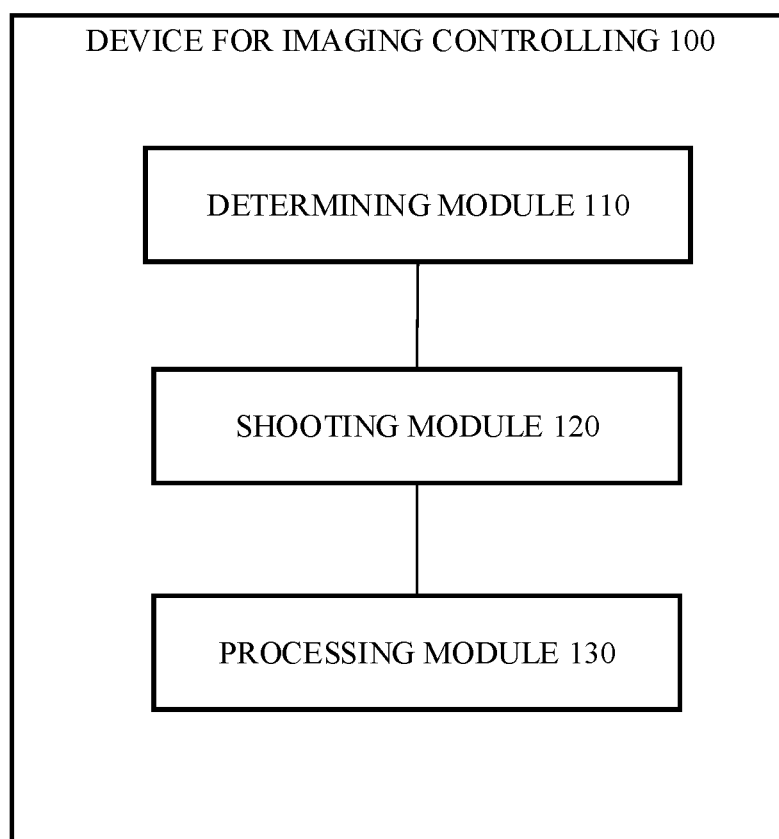 DEVICE FOR IMAGING CONTROLLING 100
DETERMINING MODULE 110
SHOOTING MODULE 120
PROCESSING MODULE 130